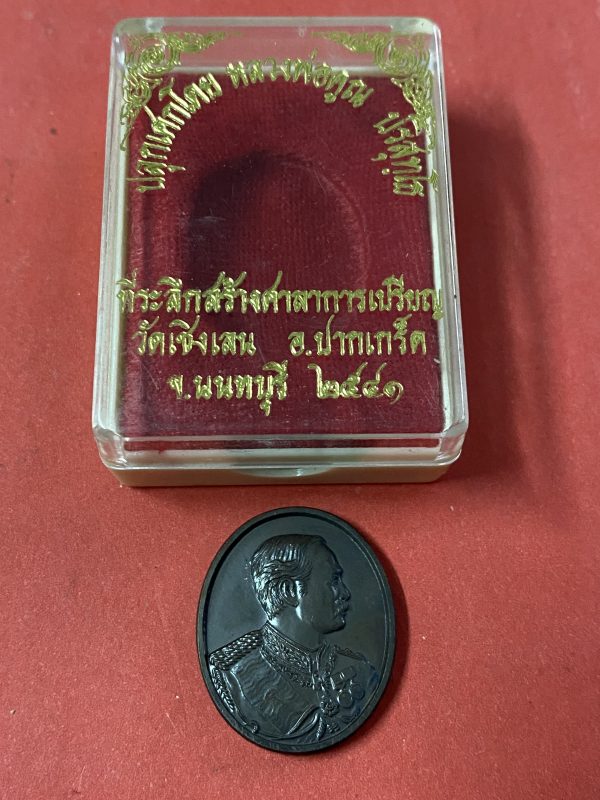 ปลุกเศกโดย หลวงพ่อคูณ ปริสุทฺโธ
ที่ระลึกสร้างศาลาการเปรียญ
วัดเชิงเลน อ.ปากเกร็ด
จ.นนทบุรี ๒๕๔๑